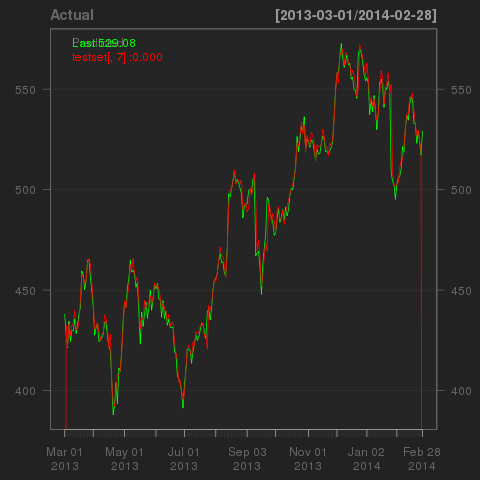 Actual [2013-03-01/2014-02-28]
Last 529.08
testset[, 7] :0.000
550 550
500 500
450 450
400 400
Mar 01 May 01 Jul 01 Sep 03 Nov 01 Jan 02 Feb 28
2013 2013 2013 2013 2013 2014 2014